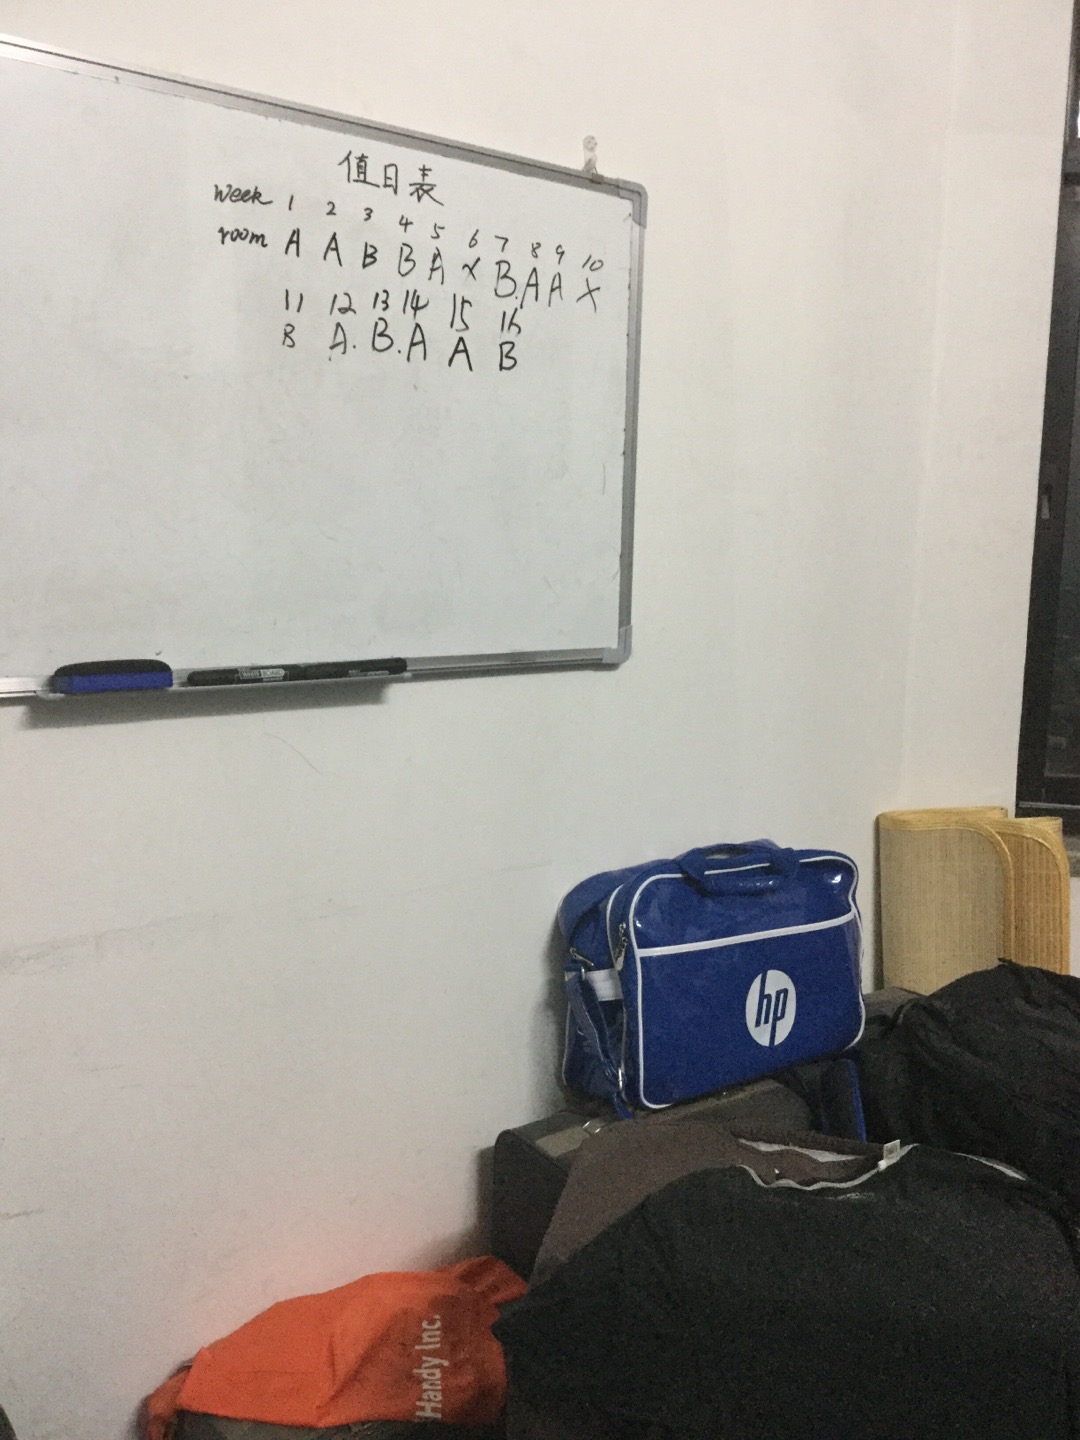 值日表
week 1 2 3 4 5 6 7 8 9 10
room A A B B A X B. A A X
11 12 13 14 15 16
B A. B. A A B
hp
Handy Inc.